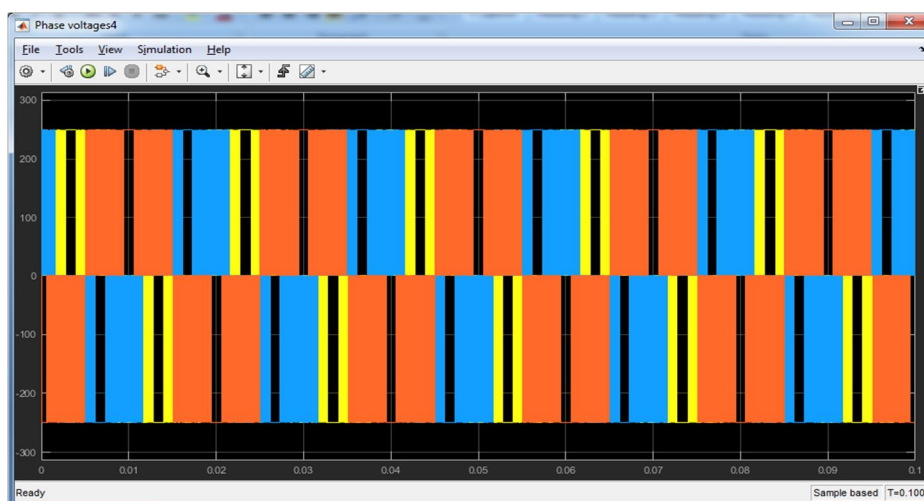 Phase voltages4
File Tools View Simulation Help
300
200
100
0
-100
-200
-300
0 0.01 0.02 0.03 0.04 0.05 0.06 0.07 0.08 0.09 0.1
Ready Sample based T=0.100